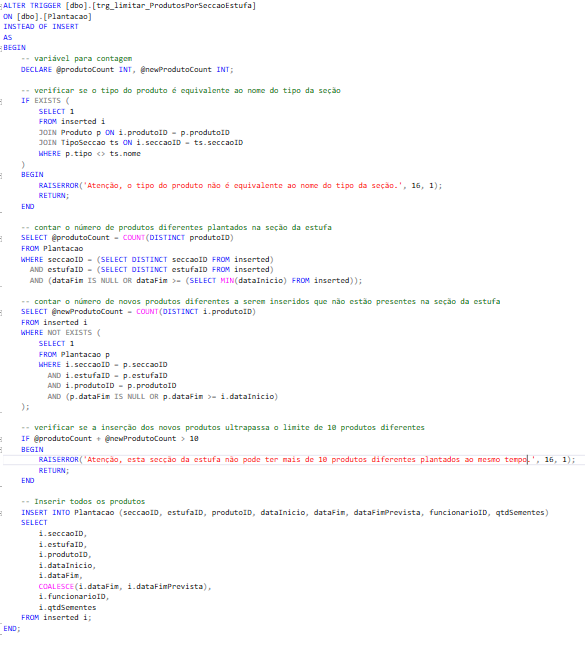 ALTER TRIGGER [dbo].[trg_limitar_ProdutosPorSeccaoEstufa]
ON [dbo].[Plantacao]
INSTEAD OF INSERT
AS
BEGIN
    -- variável para contagem
    DECLARE @produtoCount INT, @newProdutoCount INT;

    -- verificar se o tipo do produto é equivalente ao nome do tipo da seção
    IF EXISTS (
        SELECT 1
        FROM inserted i
        JOIN Produto p ON i.produtoID = p.produtoID
        JOIN TipoSeccao ts ON i.seccaoID = ts.seccaoID
        WHERE p.tipo <> ts.nome
    )
    BEGIN
        RAISERROR('Atenção, o tipo do produto não é equivalente ao nome do tipo da seção.', 16, 1);
        RETURN;
    END

    -- contar o número de produtos diferentes plantados na seção da estufa
    SELECT @produtoCount = COUNT(DISTINCT produtoID)
    FROM Plantacao
    WHERE seccaoID = (SELECT DISTINCT seccaoID FROM inserted)
      AND estufaID = (SELECT DISTINCT estufaID FROM inserted)
      AND (dataFim IS NULL OR dataFim >= (SELECT MIN(dataInicio) FROM inserted));

    -- contar o número de novos produtos diferentes a serem inseridos que não estão presentes na seção da estufa
    SELECT @newProdutoCount = COUNT(DISTINCT i.produtoID)
    FROM inserted i
    WHERE NOT EXISTS (
        SELECT 1
        FROM Plantacao p
        WHERE i.seccaoID = p.seccaoID
          AND i.estufaID = p.estufaID
          AND i.produtoID = p.produtoID
          AND (p.dataFim IS NULL OR p.dataFim >= i.dataInicio)
    );

    -- verificar se a inserção dos novos produtos ultrapassa o limite de 10 produtos diferentes
    IF @produtoCount + @newProdutoCount > 10
    BEGIN
        RAISERROR('Atenção, esta secção da estufa não pode ter mais de 10 produtos diferentes plantados ao mesmo tempo.', 16, 1);
        RETURN;
    END

    -- Inserir todos os produtos
    INSERT INTO Plantacao (seccaoID, estufaID, produtoID, dataInicio, dataFim, dataFimPrevista, funcionarioID, qtdSementes)
    SELECT
        i.seccaoID,
        i.estufaID,
        i.produtoID,
        i.dataInicio,
        i.dataFim,
        COALESCE(i.dataFim, i.dataFimPrevista),
        i.funcionarioID,
        i.qtdSementes
    FROM inserted i;
END;